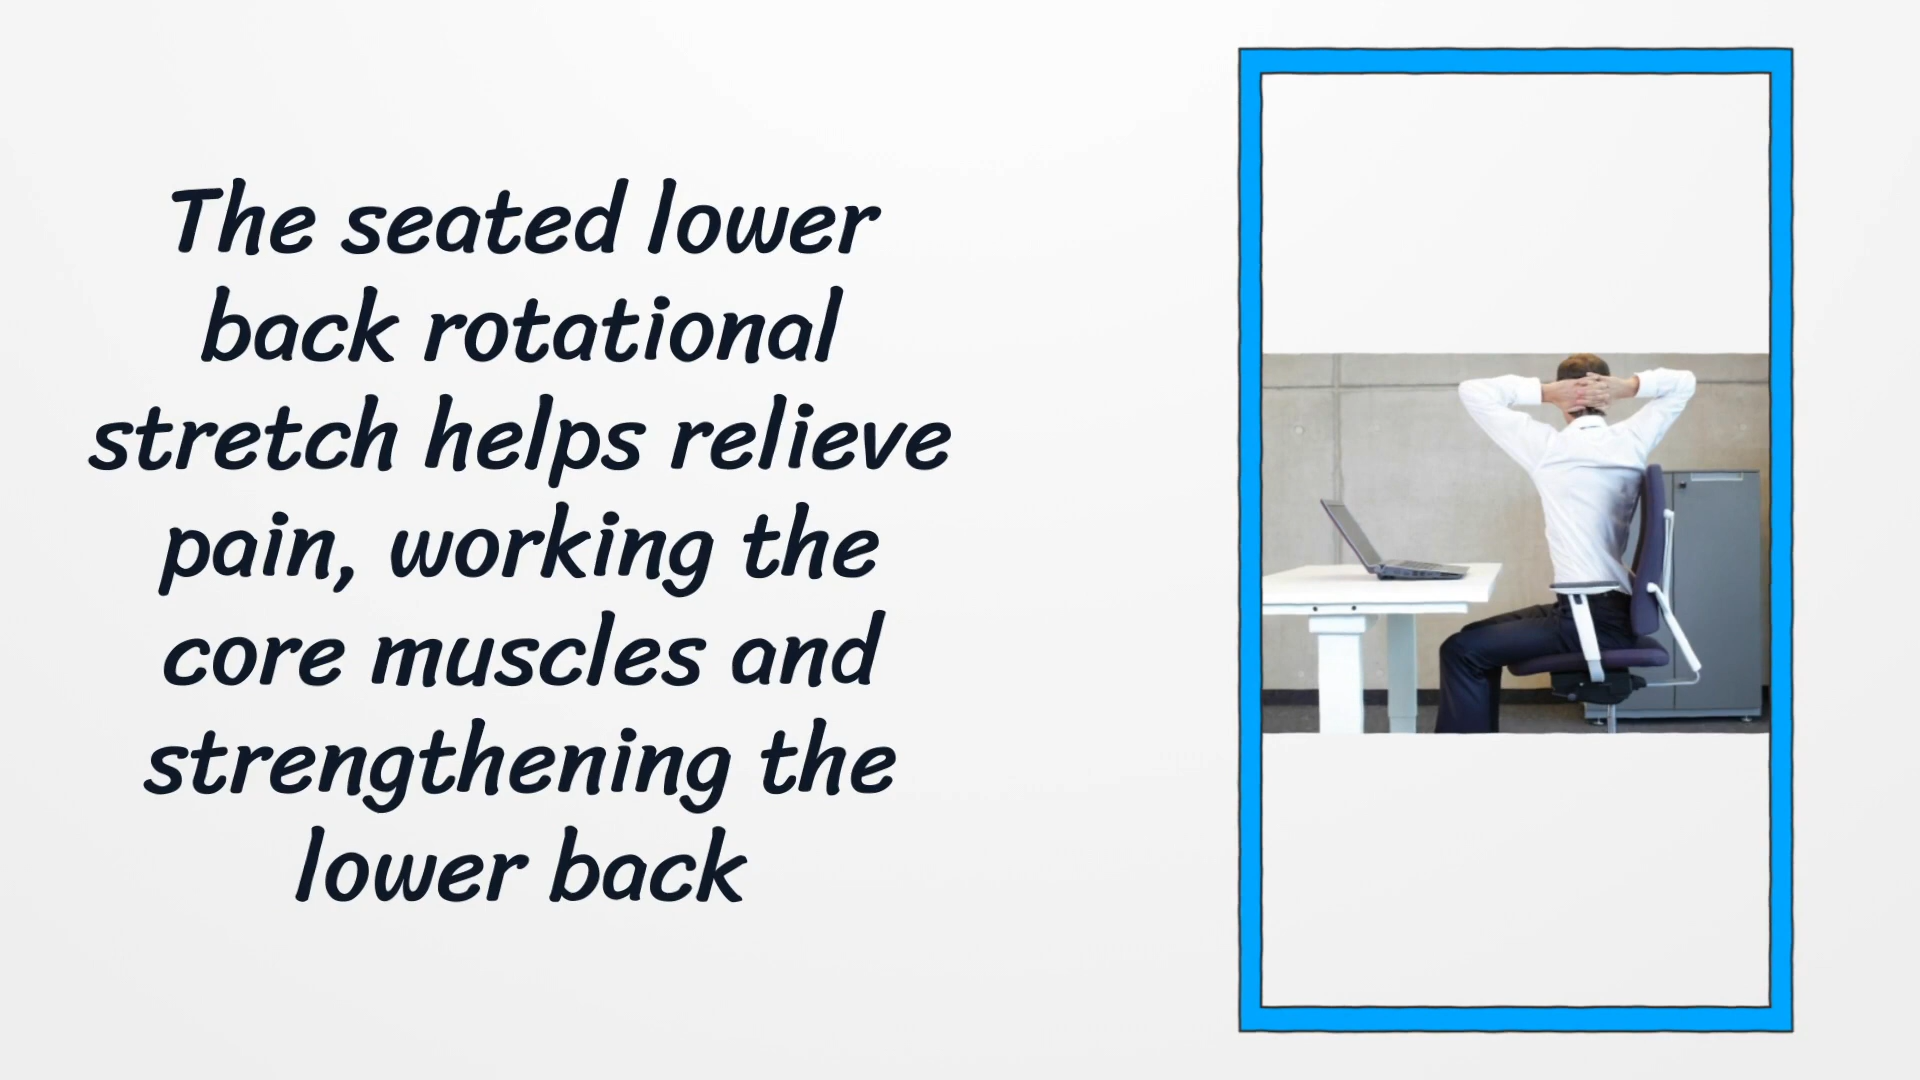 The seated lower
back rotational
stretch helps relieve
pain, working the
core muscles and
strengthening the
lower back